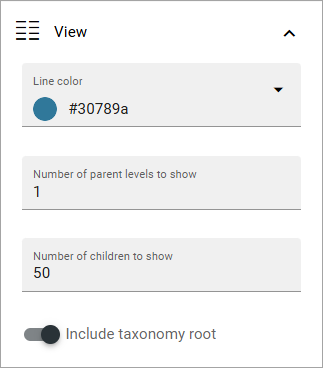 View
Line color
#30789a
Number of parent levels to show
1
Number of children to show
50
Include taxonomy root